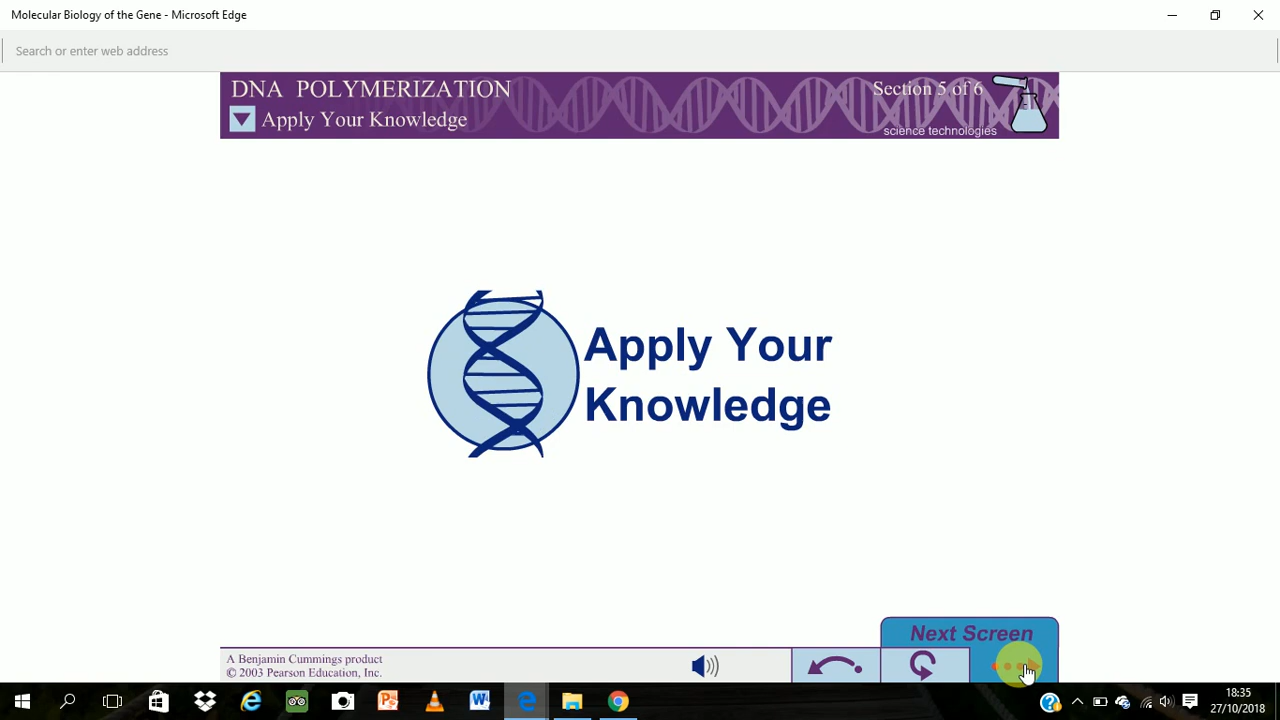 Molecular Biology of the Gene - Microsoft Edge
Search or enter web address
DNA POLYMERIZATION
Section 5 of 6
Apply Your Knowledge
science technologies
Apply Your
Knowledge
Next Screen
A Benjamin Cummings product
© 2003 Pearson Education, Inc.
18:35
27/10/2018